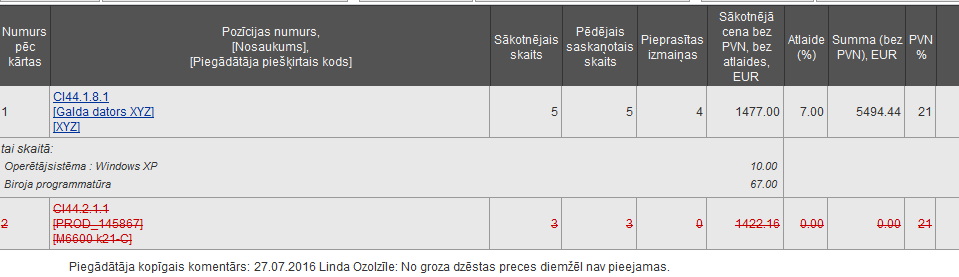 Numurs pēc kārtas
Pozīcijas numurs, [Nosaukums], [Piegādātāja piešķirtais kods]
Sākotnējais skaits
Pēdējais saskaņotais skaits
Pieprasītas izmaiņas
Sākotnējā cena bez PVN, bez atlaides, EUR
Atlaide (%)
Summa (bez PVN), EUR
PVN %
1
CI44.1.8.1
[Galda dators XYZ]
[XYZ]
5 5 4 1477.00 7.00 5494.44 21
tai skaitā:
Operētājsistēma : Windows XP 10.00
Biroja programmatūra 67.00
2
CI44.2.1.1
[PROD_145867]
[M6600 k21-C]
3 3 0 1422.16 0.00 0.00 21
Piegādātāja kopīgais komentārs: 27.07.2016 Linda Ozolzīle: No groza dzēstas preces diemžēl nav pieejamas.